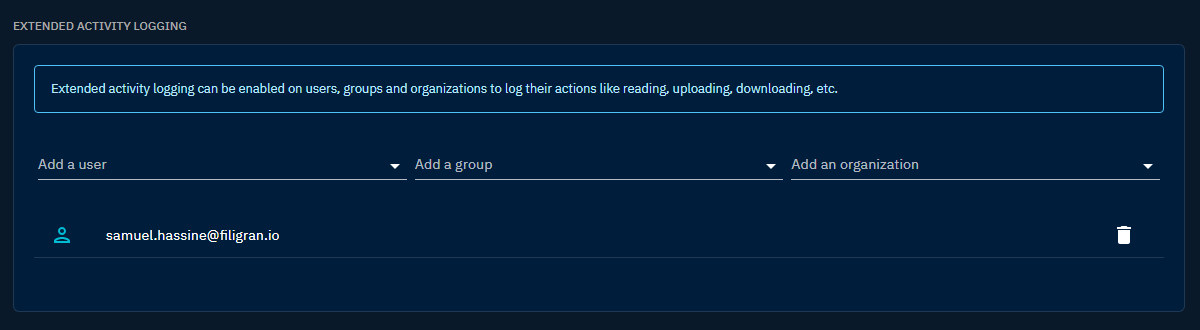 EXTENDED ACTIVITY LOGGING
Extended activity logging can be enabled on users, groups and organizations to log their actions like reading, uploading, downloading, etc.
Add a user
Add a group
Add an organization
samuel.hassine@filigran.io